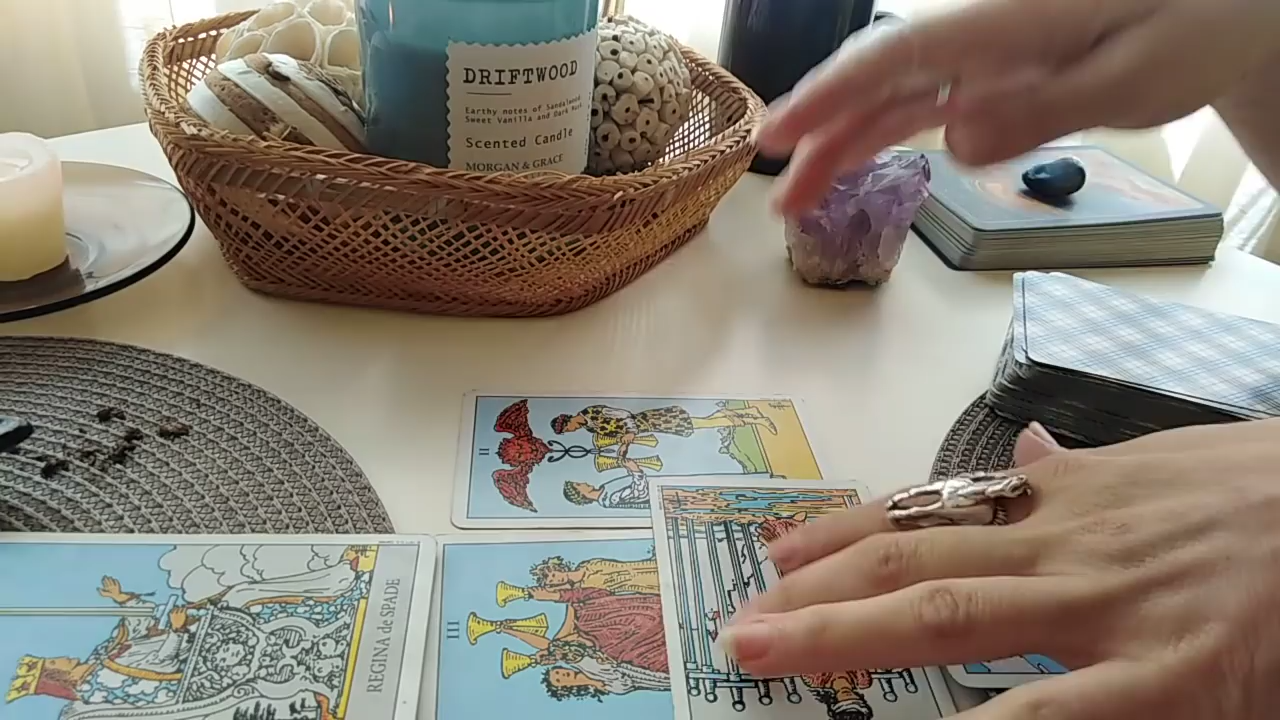 DRIFTWOOD
Earthy notes of Sandalwood
Sweet Vanilla and Dark Musk
Scented Candle
MORGAN & GRACE
II
III
REGINA de SPADE